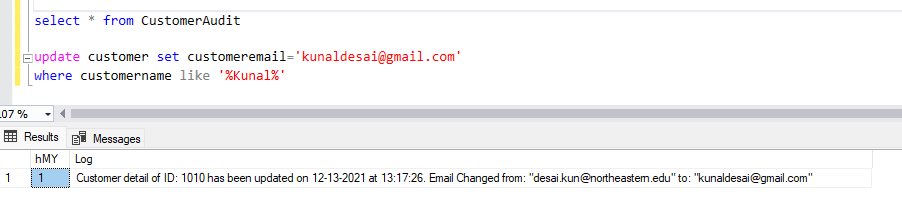 select * from CustomerAudit
update customer set customeremail='kunaldesai@gmail.com'
where customername like '%Kunal%'
.07 %
Results Messages
hMY Log
1 1 Customer detail of ID: 1010 has been updated on 12-13-2021 at 13:17:26. Email Changed from: "desai.kun@northeastern.edu" to: "kunaldesai@gmail.com"